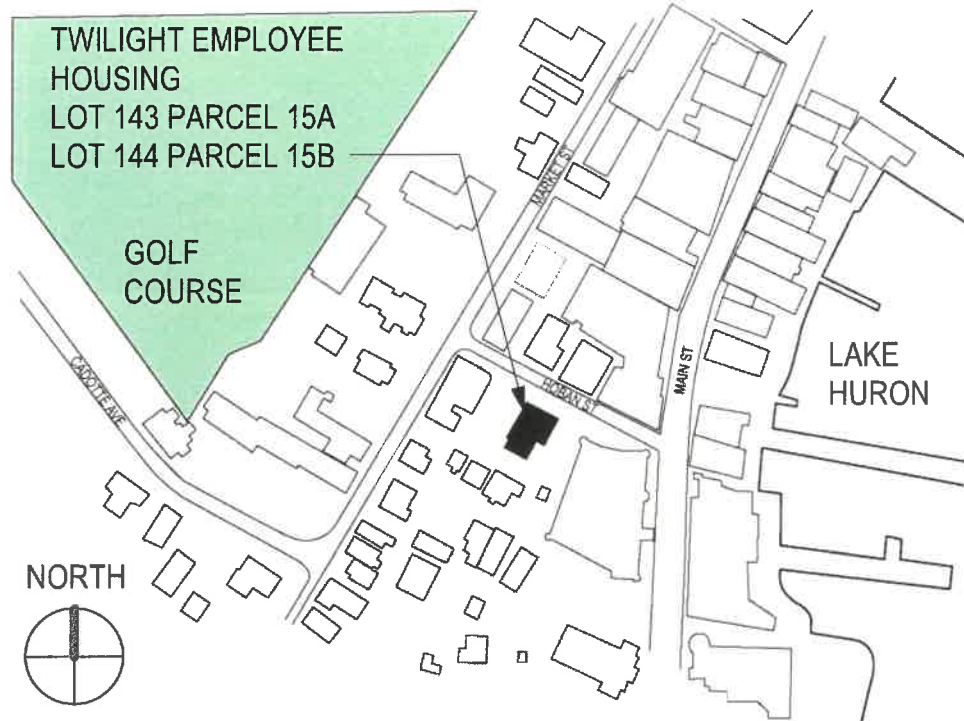 TWILIGHT EMPLOYEE
HOUSING
LOT 143 PARCEL 15A
LOT 144 PARCEL 15B
GOLF
COURSE
MARKET ST
CADOTTE AVE
HOBAN ST
MAIN ST
LAKE
HURON
NORTH